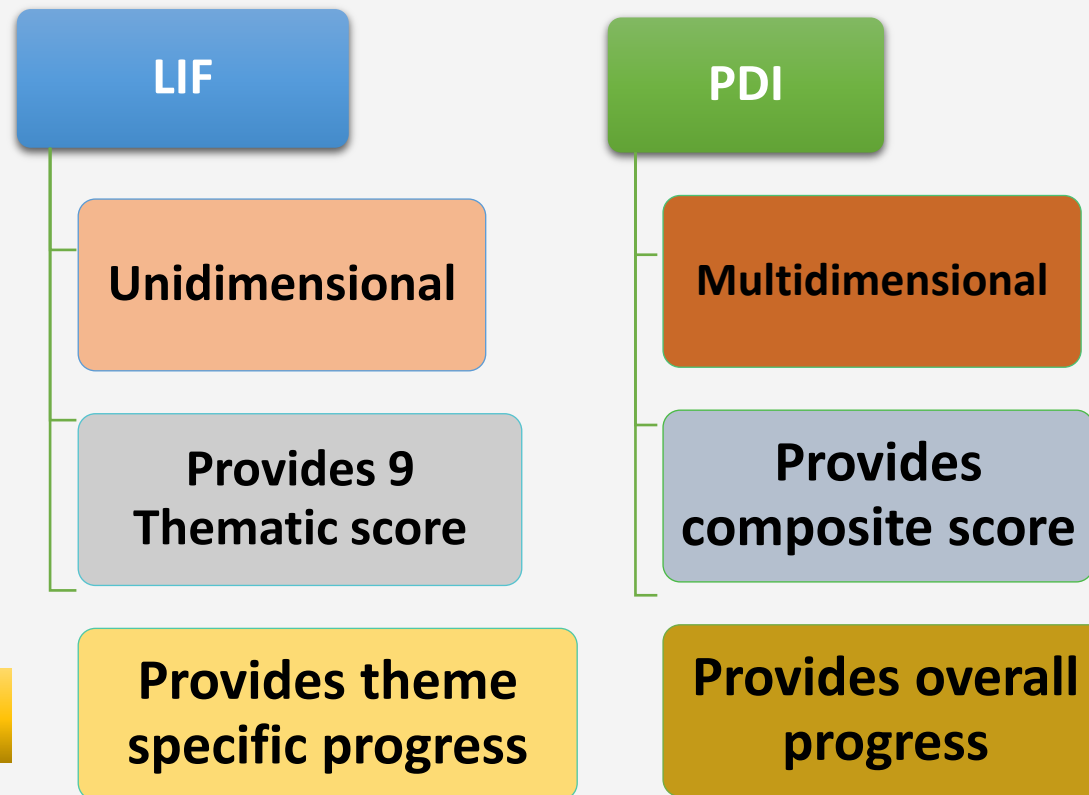 LIF
Unidimensional
Provides 9
Thematic score
Provides theme
specific progress
PDI
Multidimensional
Provides
composite score
Provides overall
progress